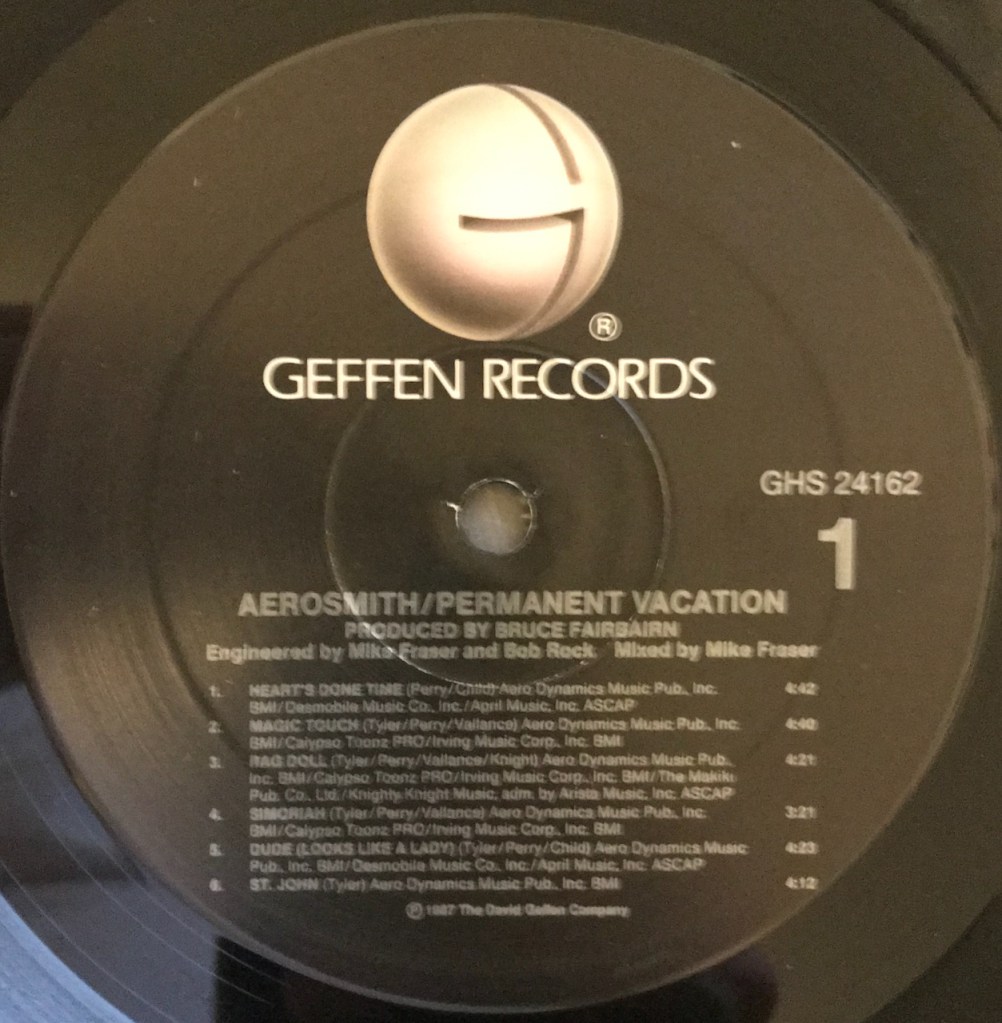 ®
GEFFEN RECORDS
GHS 24162
1
AEROSMITH/PERMANENT VACATION
PRODUCED BY BRUCE FAIRBAIRN
Engineered by Mike Fraser and Bob Rock Mixed by Mike Fraser
1. HEART'S DONE TIME (Perry/Child) Aero Dynamics Music Pub., Inc. 4:42
BMI/Desmobile Music Co., Inc./April Music, Inc. ASCAP
2. MAGIC TOUCH (Tyler/Perry/Vallance) Aero Dynamics Music Pub., Inc. 4:40
BMI/Calypso Toonz PRO/Irving Music Corp., Inc. BMI
3. RAG DOLL (Tyler/Perry/Vallance/Knight) Aero Dynamics Music Pub., 4:21
Inc. BMI/Calypso Toonz PRO/Irving Music Corp., Inc. BMI/The Makiki
Pub. Co., Ltd./Knighty Knight Music, adm. by Arista Music, Inc. ASCAP
4. SIMORIAH (Tyler/Perry/Vallance) Aero Dynamics Music Pub., Inc. 3:21
BMI/Calypso Toonz PRO/Irving Music Corp., Inc. BMI
5. DUDE (LOOKS LIKE A LADY) (Tyler/Perry/Child) Aero Dynamics Music 4:23
Pub., Inc. BMI/Desmobile Music Co., Inc./April Music, Inc. ASCAP
6. ST. JOHN (Tyler) Aero Dynamics Music Pub., Inc. BMI 4:12
℗ 1987 The David Geffen Company